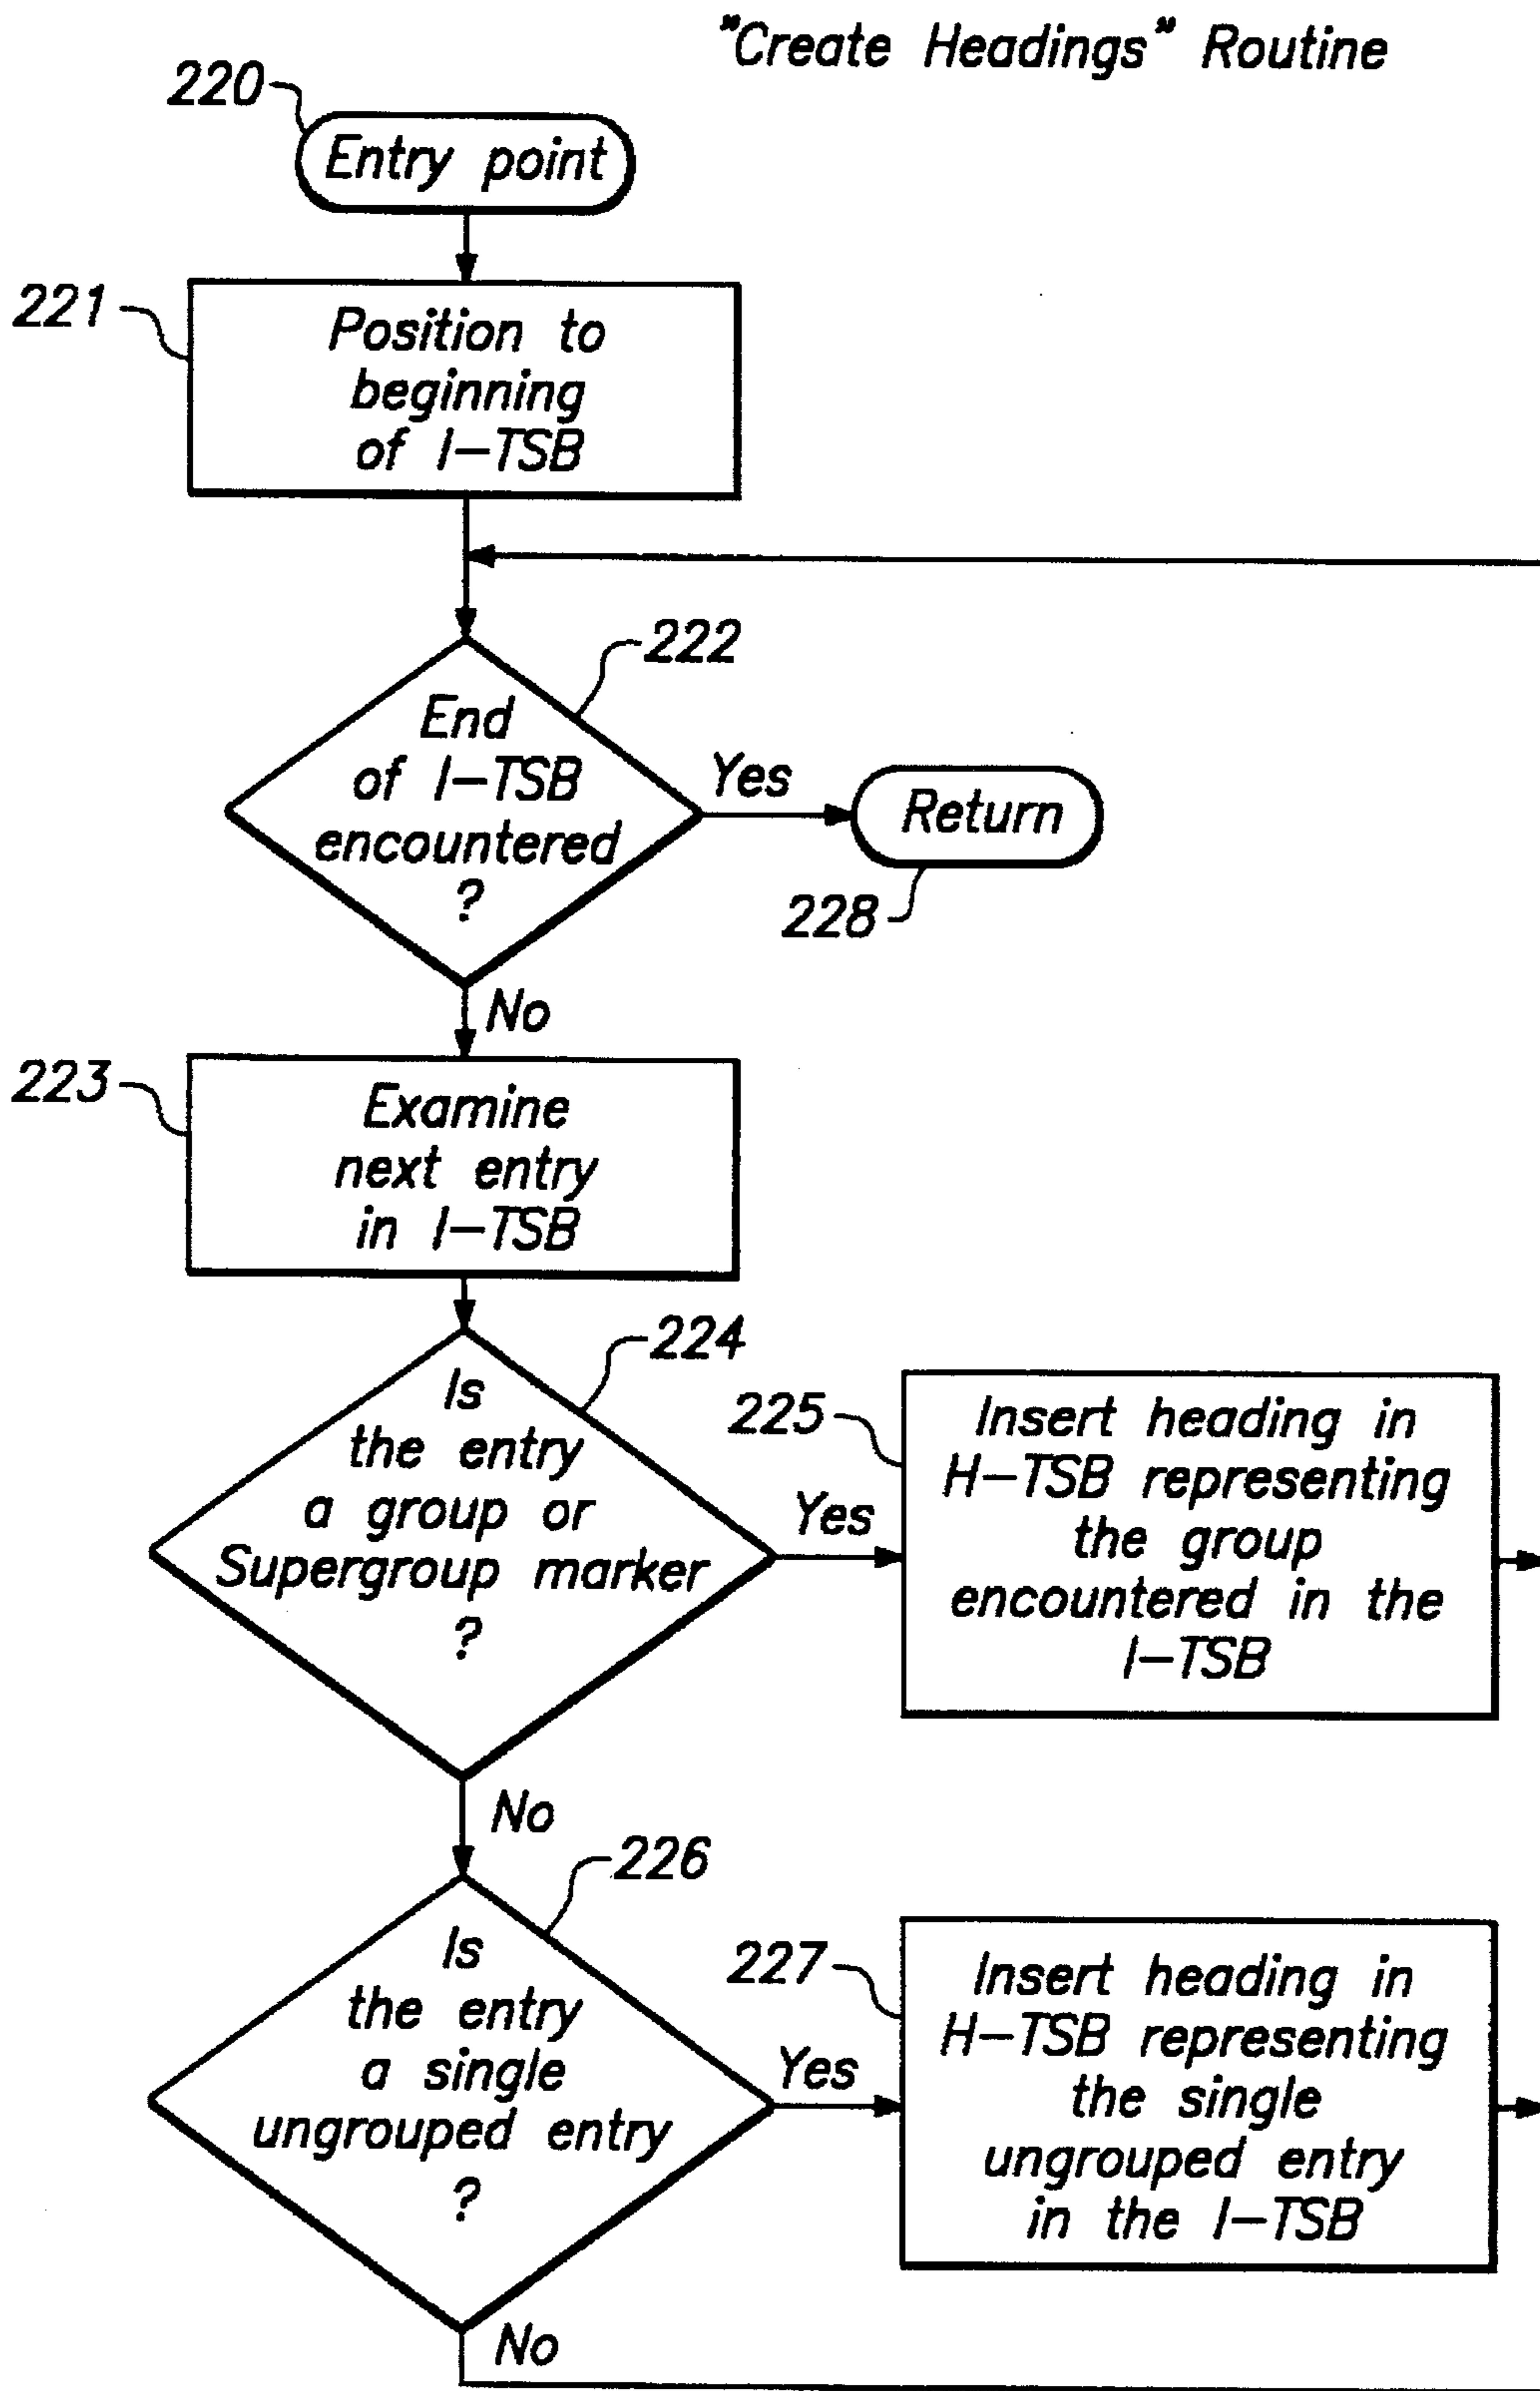 "Create Headings" Routine
220
Entry point
221
Position to
beginning
of I-TSB
222
End
of I-TSB
encountered
?
Yes
Return
228
No
223
Examine
next entry
in I-TSB
224
Is
the entry
a group or
Supergroup marker
?
Yes
225
Insert heading in
H-TSB representing
the group
encountered in the
I-TSB
No
226
Is
the entry
a single
ungrouped entry
?
Yes
227
Insert heading in
H-TSB representing
the single
ungrouped entry
in the I-TSB
No